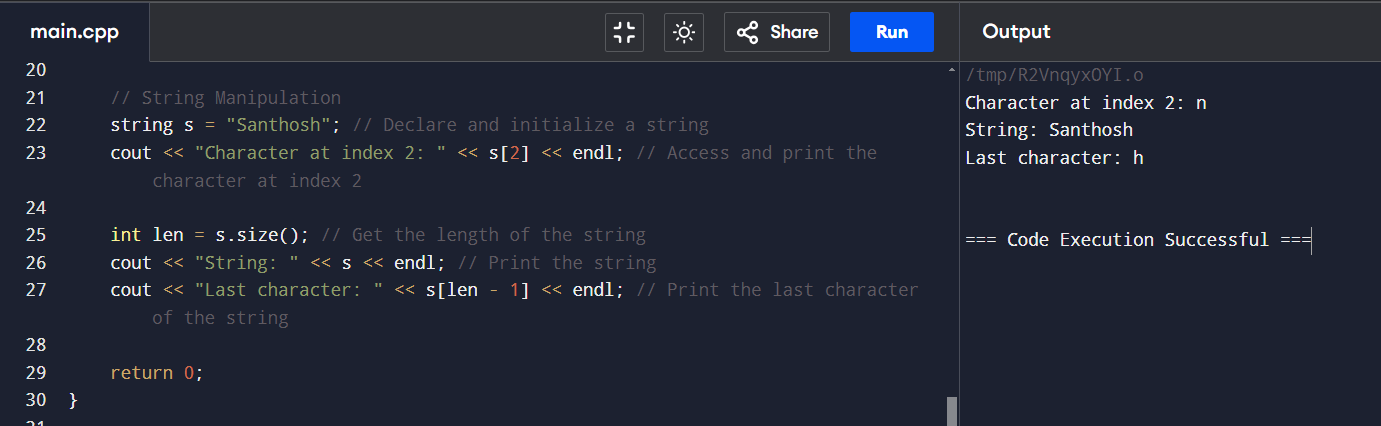 main.cpp
Share
Run
Output
20
21 // String Manipulation
22 string s = "Santhosh"; // Declare and initialize a string
23 cout << "Character at index 2: " << s[2] << endl; // Access and print the
character at index 2
24
25 int len = s.size(); // Get the length of the string
26 cout << "String: " << s << endl; // Print the string
27 cout << "Last character: " << s[len - 1] << endl; // Print the last character
of the string
28
29 return 0;
30 }
31
/tmp/R2VnqyxOYI.o
Character at index 2: n
String: Santhosh
Last character: h
=== Code Execution Successful ===